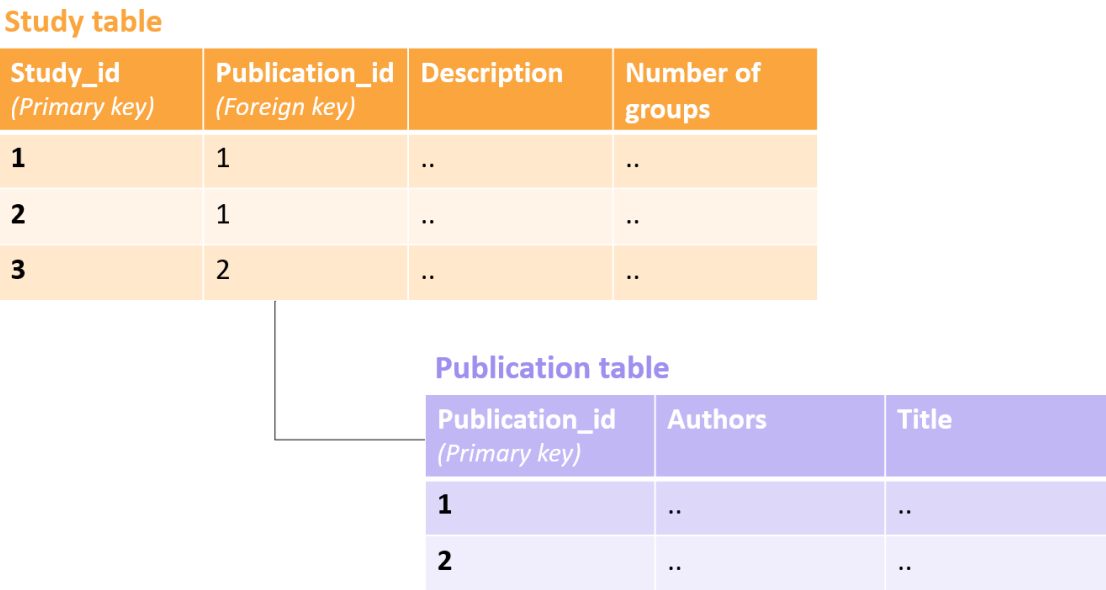 Study table
Study_id Publication_id Description Number of
(Primary key) (Foreign key) groups
1 1 .. ..
2 1 .. ..
3 2 .. ..
Publication table
Publication_id Authors Title
(Primary key)
1 .. ..
2 .. ..